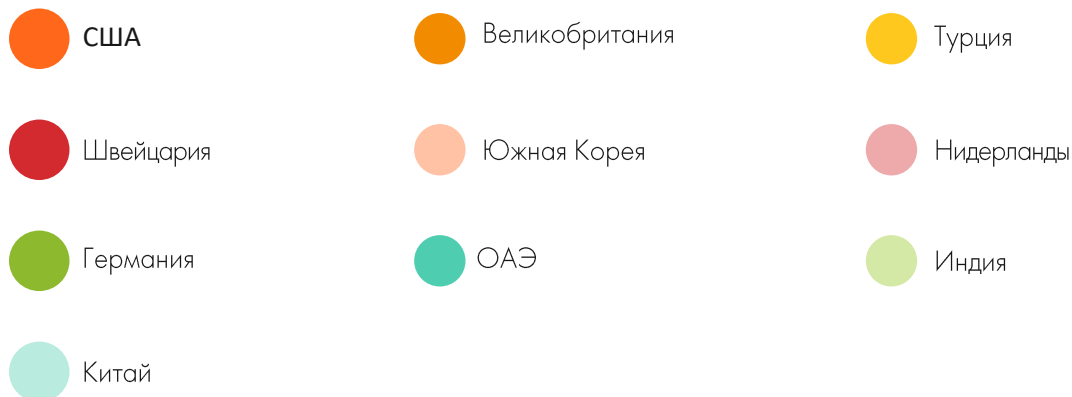 США
Великобритания
Турция
Швейцария
Южная Корея
Нидерланды
Германия
ОАЭ
Индия
Китай